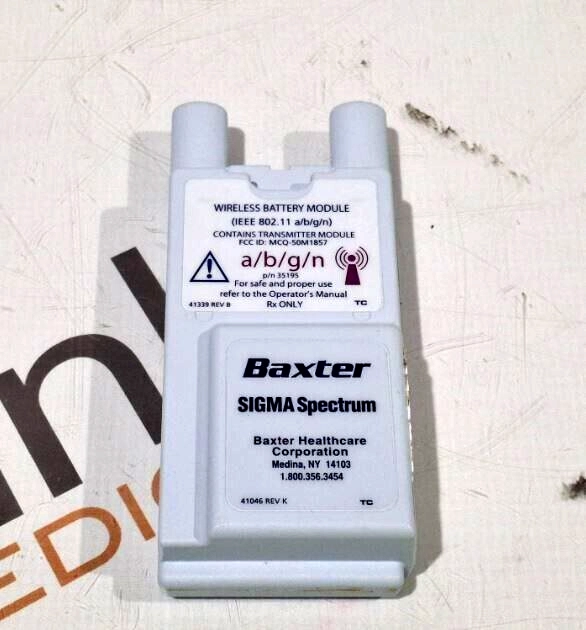 WIRELESS BATTERY MODULE
(IEEE 802.11 a/b/g/n)
CONTAINS TRANSMITTER MODULE
FCC ID: MCQ-50M1857
a/b/g/n
p/n 35195
For safe and proper use
refer to the Operator's Manual
41339 REV B Rx ONLY TC
Baxter
SIGMA Spectrum
Baxter Healthcare
Corporation
Medina, NY 14103
1.800.356.3454
41046 REV K TC
EDI